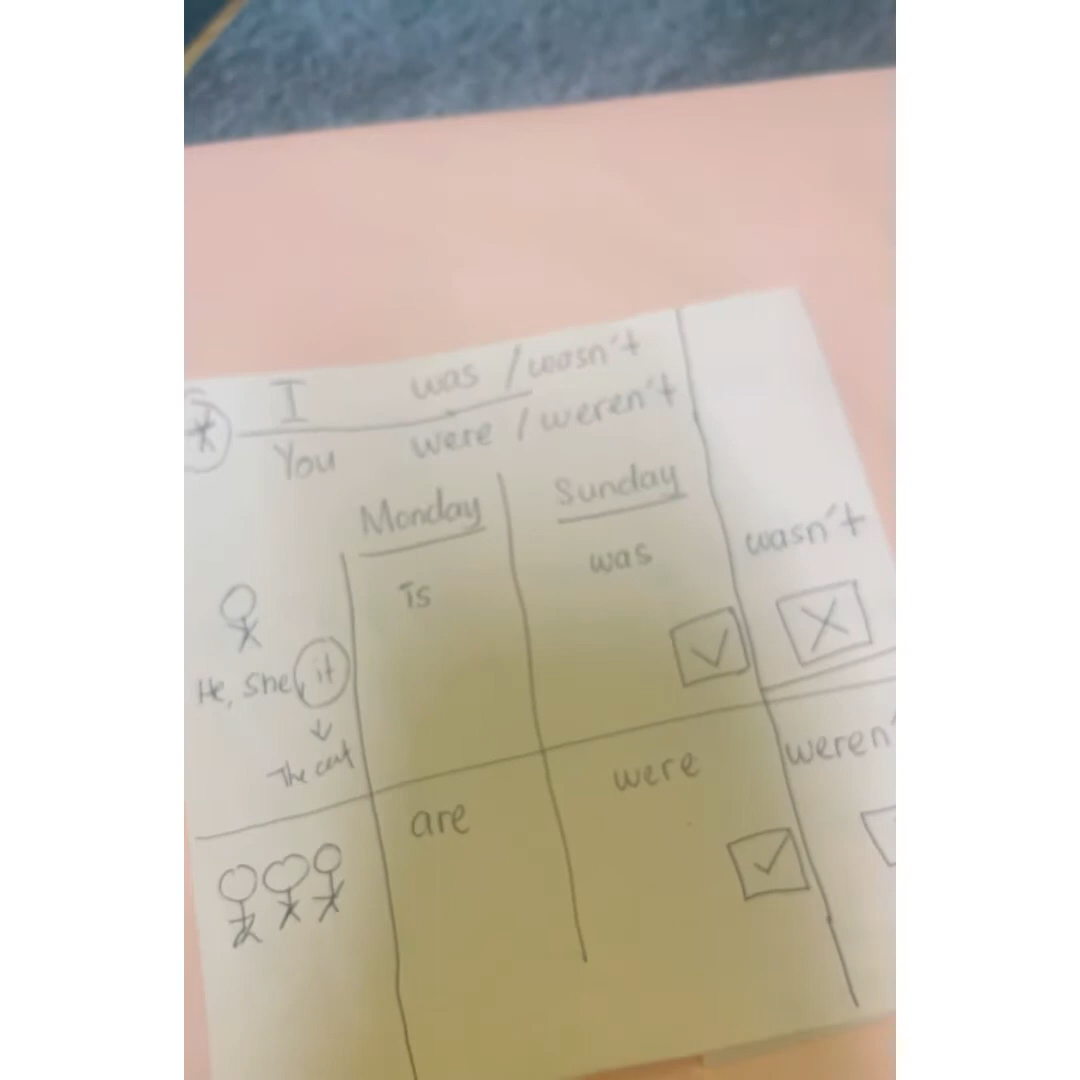 I was / wasn't
You were / weren't
Monday Sunday
is was wasn't
He, She, it
The cat
are were weren'